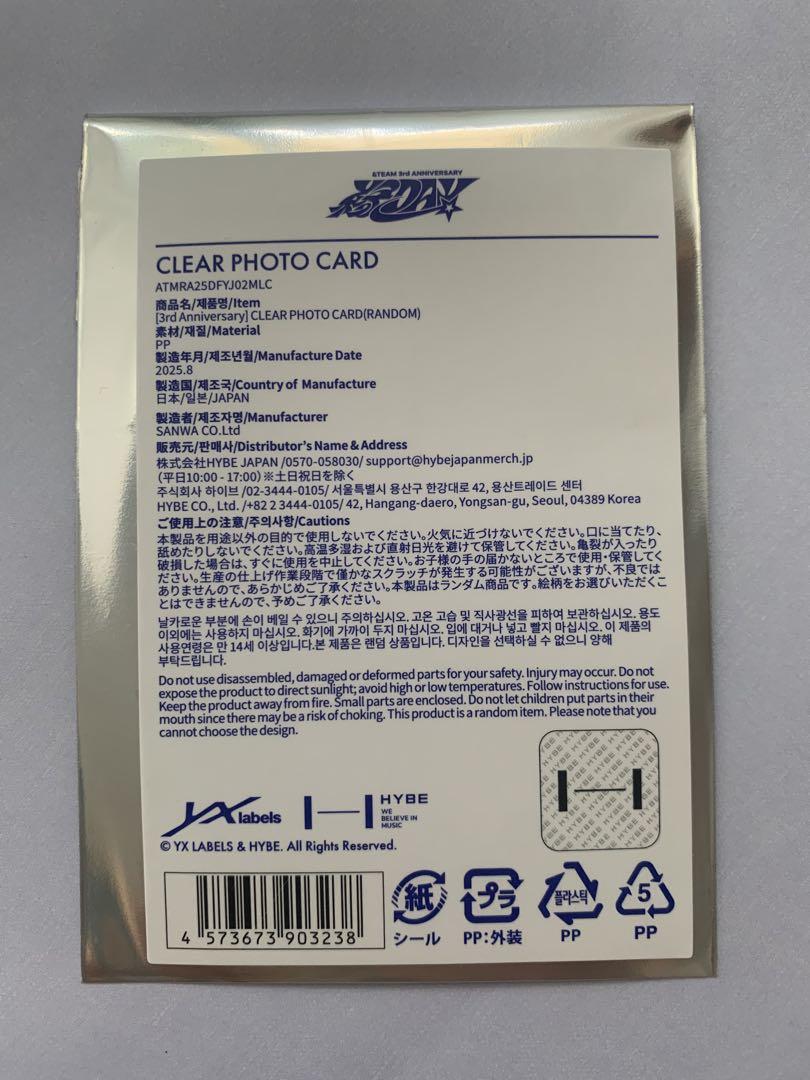 &TEAM 3rd ANNIVERSARY
&DAY
CLEAR PHOTO CARD
ATMRA25DFYJ02MLC
商品名/제품명/Item
[3rd Anniversary] CLEAR PHOTO CARD(RANDOM)
素材/재질/Material
PP
製造年月/제조년월/Manufacture Date
2025.8
製造国/제조국/Country of Manufacture
日本/일본/JAPAN
製造者/제조자명/Manufacturer
SANWA CO.Ltd
販売元/판매사/Distributor's Name & Address
株式会社HYBE JAPAN /0570-058030/ support@hybejapanmerch.jp
（平日10:00 - 17:00）※土日祝日を除く
주식회사 하이브 /02-3444-0105/ 서울특별시 용산구 한강대로 42, 용산트레이드 센터
HYBE CO., Ltd. /+82 2 3444-0105/ 42, Hangang-daero, Yongsan-gu, Seoul, 04389 Korea
ご使用上の注意/주의사항/Cautions
本製品を用途以外の目的で使用しないでください。火気に近づけないでください。口に当てたり、
舐めたりしないでください。高温多湿および直射日光を避けて保管してください。亀裂が入ったり
破損した場合は、すぐに使用を中止してください。お子様の手の届かないところで使用・保管してく
ださい。生産の仕上げ作業段階で僅かなスクラッチが発生する可能性がございますが、不良では
ありませんので、あらかじめご了承ください。本製品はランダム商品です。絵柄をお選びいただくこ
とはできませんので、予めご了承ください。
날카로운 부분에 손이 베일 수 있으니 주의하십시오. 고온 고습 및 직사광선을 피하여 보관하십시오. 용도
이외에는 사용하지 마십시오. 화기에 가까이 두지 마십시오. 입에 대거나 넣고 빨지 마십시오. 이 제품의
사용연령은 만 14세 이상입니다.본 제품은 랜덤 상품입니다. 디자인을 선택하실 수 없으니 양해
부탁드립니다.
Do not use disassembled, damaged or deformed parts for your safety. Injury may occur. Do not
expose the product to direct sunlight; avoid high or low temperatures. Follow instructions for use.
Keep the product away from fire. Small parts are enclosed. Do not let children put parts in their
mouth since there may be a risk of choking. This product is a random item. Please note that you
cannot choose the design.
YX labels
HYBE
WE
BELIEVE IN
MUSIC
© YX LABELS & HYBE. All Rights Reserved.
4 573673 903238
紙
シール
プラ
PP：外装
플라스틱
PP
5
PP